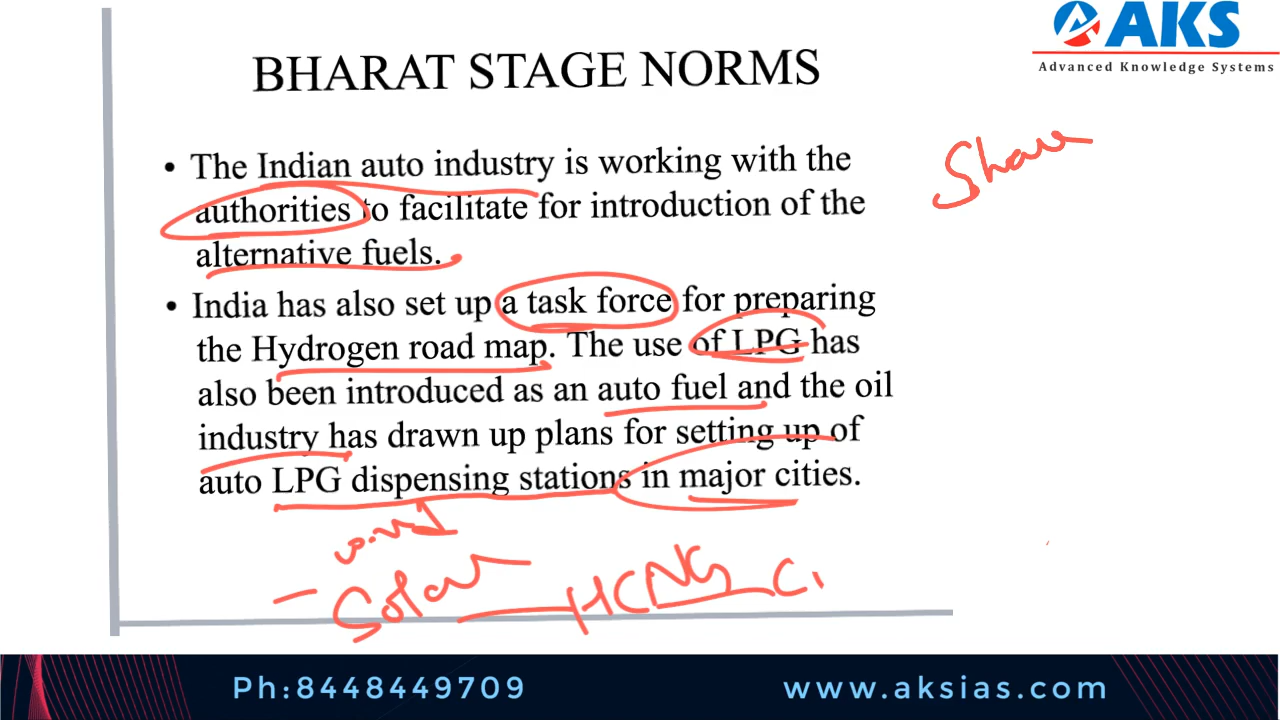 AKS
Advanced Knowledge Systems
BHARAT STAGE NORMS
Share
• The Indian auto industry is working with the
authorities to facilitate for introduction of the
alternative fuels.
• India has also set up a task force for preparing
the Hydrogen road map. The use of LPG has
also been introduced as an auto fuel and the oil
industry has drawn up plans for setting up of
auto LPG dispensing stations in major cities.
wind
Solar HCNG
Ph:8448449709
www.aksias.com